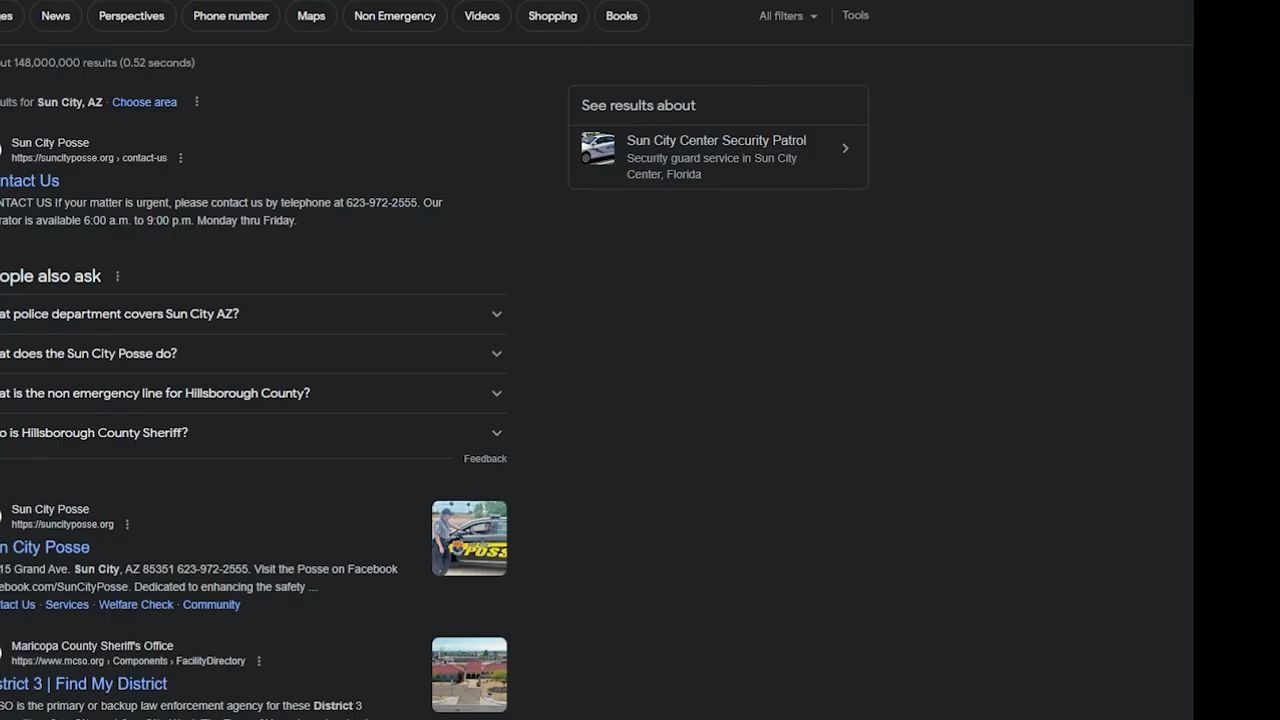 es News Perspectives Phone number Maps Non Emergency Videos Shopping Books All filters Tools
ut 148,000,000 results (0.52 seconds)
ults for Sun City, AZ · Choose area
See results about
Sun City Center Security Patrol
Security guard service in Sun City
Center, Florida
Sun City Posse
https://suncityposse.org › contact-us
ntact Us
NTACT US If your matter is urgent, please contact us by telephone at 623-972-2555. Our
rator is available 6:00 a.m. to 9:00 p.m. Monday thru Friday.
ople also ask
at police department covers Sun City AZ?
at does the Sun City Posse do?
at is the non emergency line for Hillsborough County?
o is Hillsborough County Sheriff?
Feedback
Sun City Posse
https://suncityposse.org
n City Posse
15 Grand Ave. Sun City, AZ 85351 623-972-2555. Visit the Posse on Facebook
ebook.com/SunCityPosse. Dedicated to enhancing the safety ...
tact Us · Services · Welfare Check · Community
POSS
Maricopa County Sheriff's Office
https://www.mcso.org › Components › FacilityDirectory
strict 3 | Find My District
SO is the primary or backup law enforcement agency for these District 3